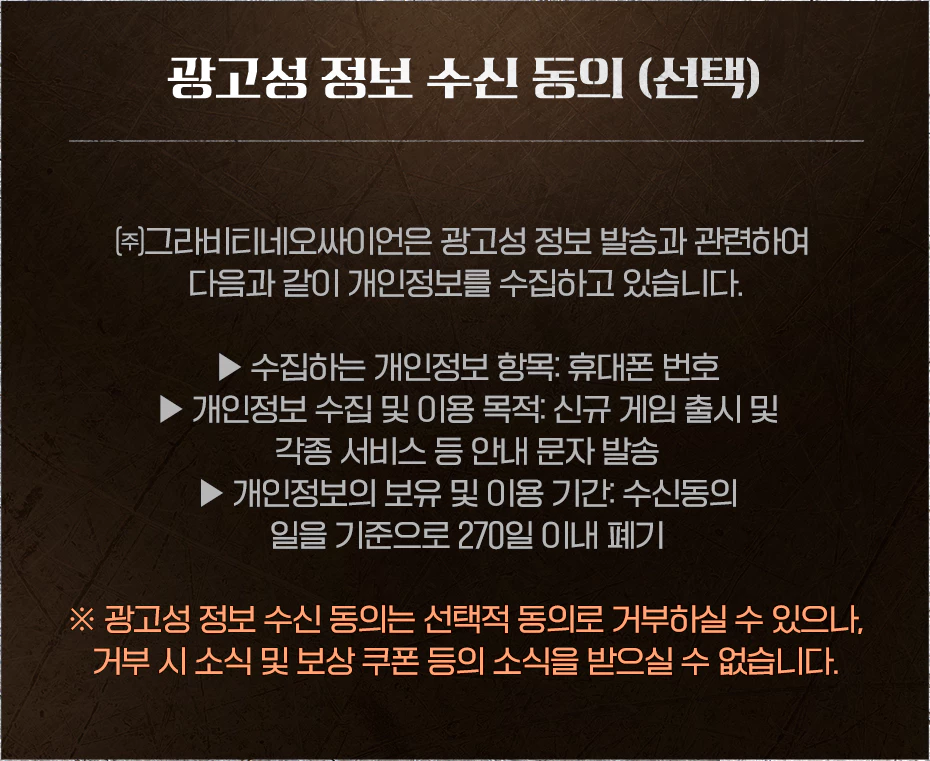 광고성 정보 수신 동의 (선택)
㈜그라비티네오싸이언은 광고성 정보 발송과 관련하여
다음과 같이 개인정보를 수집하고 있습니다.
▶ 수집하는 개인정보 항목: 휴대폰 번호
▶ 개인정보 수집 및 이용 목적: 신규 게임 출시 및
각종 서비스 등 안내 문자 발송
▶ 개인정보의 보유 및 이용 기간: 수신동의
일을 기준으로 270일 이내 폐기
※ 광고성 정보 수신 동의는 선택적 동의로 거부하실 수 있으나,
거부 시 소식 및 보상 쿠폰 등의 소식을 받으실 수 없습니다.